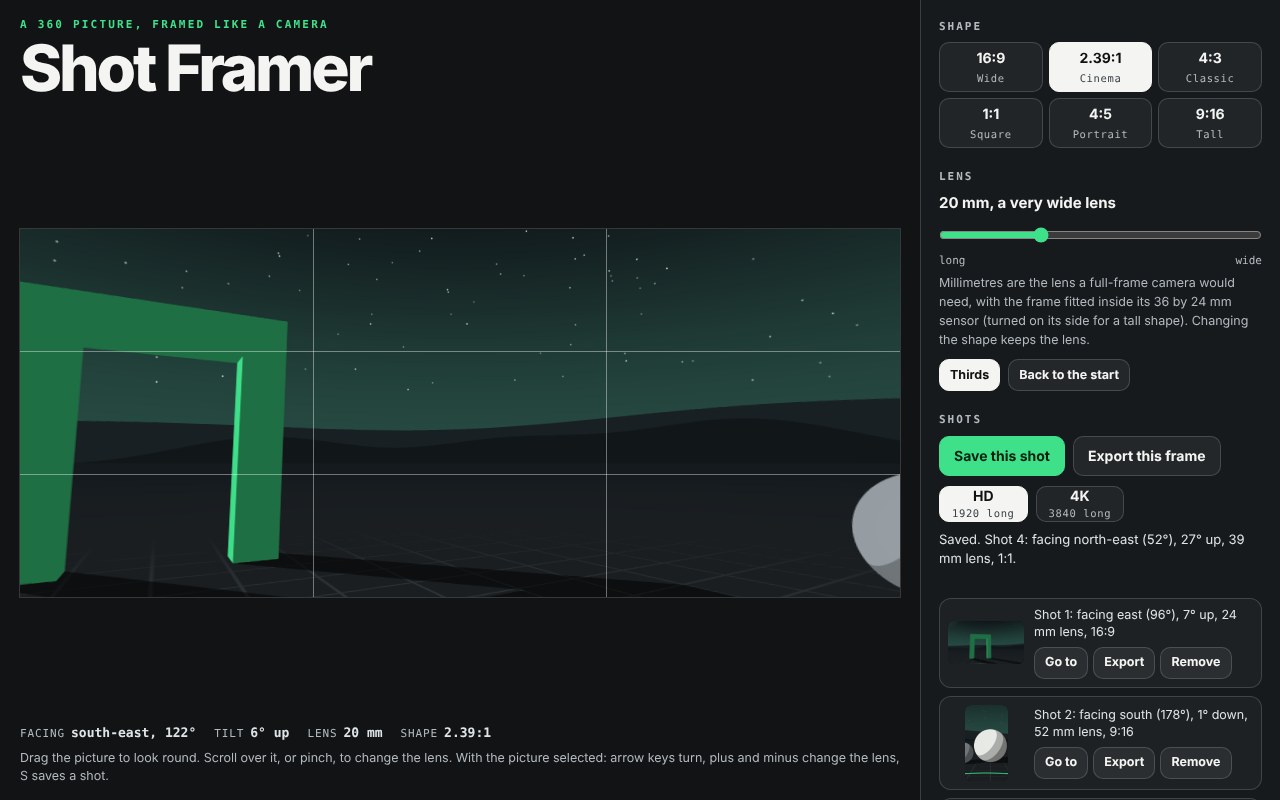 A 360 PICTURE, FRAMED LIKE A CAMERA
Shot Framer
FACING south-east, 122° TILT 6° up LENS 20 mm SHAPE 2.39:1
Drag the picture to look round. Scroll over it, or pinch, to change the lens. With the picture selected: arrow keys turn, plus and minus change the lens,
S saves a shot.
SHAPE
16:9
Wide
2.39:1
Cinema
4:3
Classic
1:1
Square
4:5
Portrait
9:16
Tall
LENS
20 mm, a very wide lens
long
wide
Millimetres are the lens a full-frame camera would
need, with the frame fitted inside its 36 by 24 mm
sensor (turned on its side for a tall shape). Changing
the shape keeps the lens.
Thirds
Back to the start
SHOTS
Save this shot
Export this frame
HD
1920 long
4K
3840 long
Saved. Shot 4: facing north-east (52°), 27° up, 39
mm lens, 1:1.
Shot 1: facing east (96°), 7° up, 24
mm lens, 16:9
Go to
Export
Remove
Shot 2: facing south (178°), 1° down,
52 mm lens, 9:16
Go to
Export
Remove